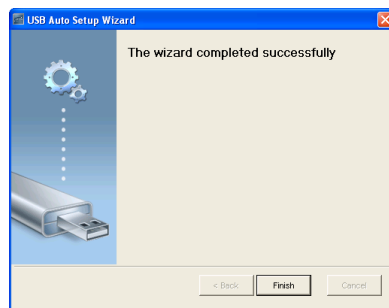 USB Auto Setup Wizard
The wizard completed successfully
< Back
Finish
Cancel